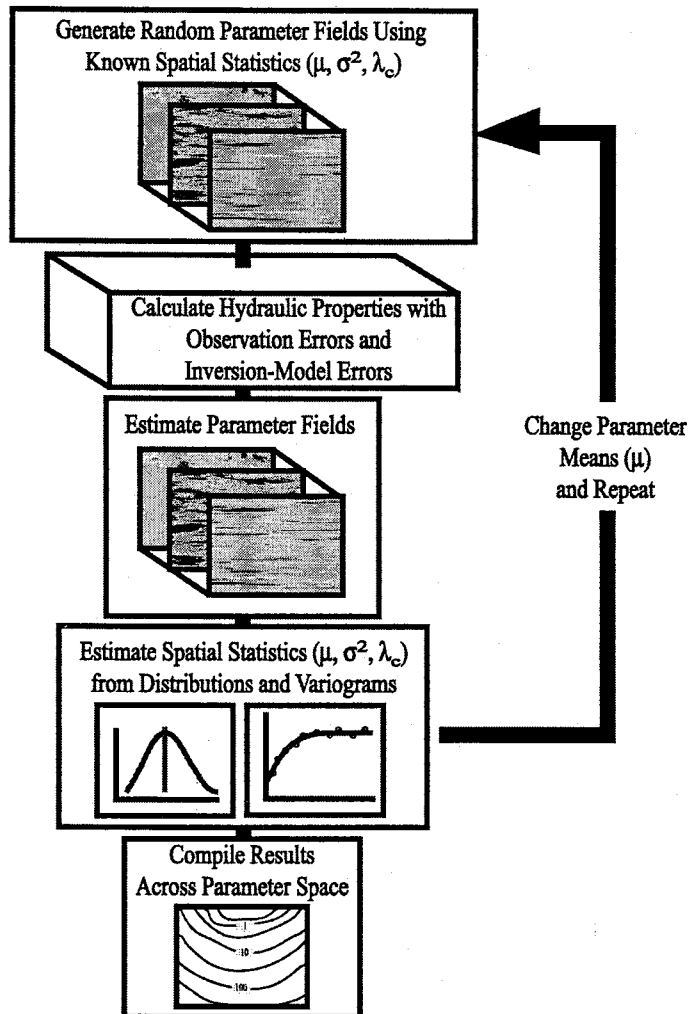 Generate Random Parameter Fields Using
Known Spatial Statistics (μ, σ², λc)
Calculate Hydraulic Properties with
Observation Errors and
Inversion-Model Errors
Estimate Parameter Fields
Change Parameter
Means (μ)
and Repeat
Estimate Spatial Statistics (μ, σ², λc)
from Distributions and Variograms
Compile Results
Across Parameter Space
1
10
100